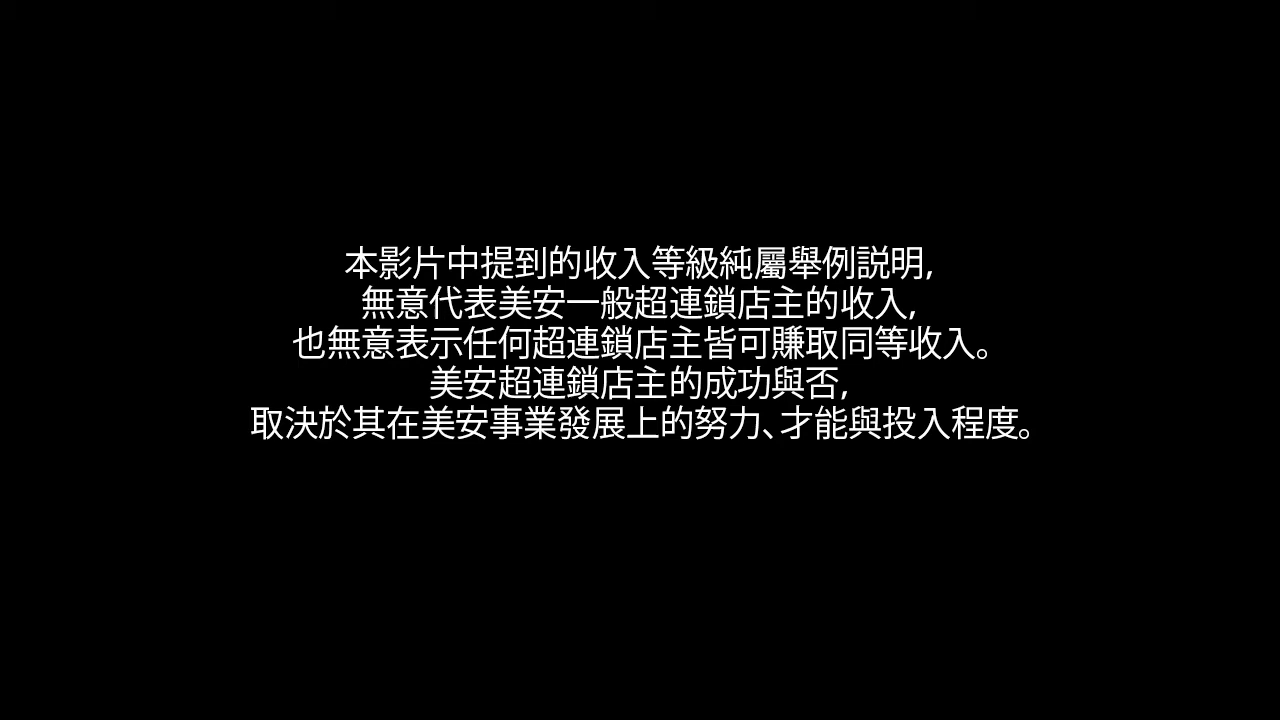 本影片中提到的收入等級純屬舉例説明,
無意代表美安一般超連鎖店主的收入,
也無意表示任何超連鎖店主皆可賺取同等收入。
美安超連鎖店主的成功與否,
取決於其在美安事業發展上的努力、才能與投入程度。